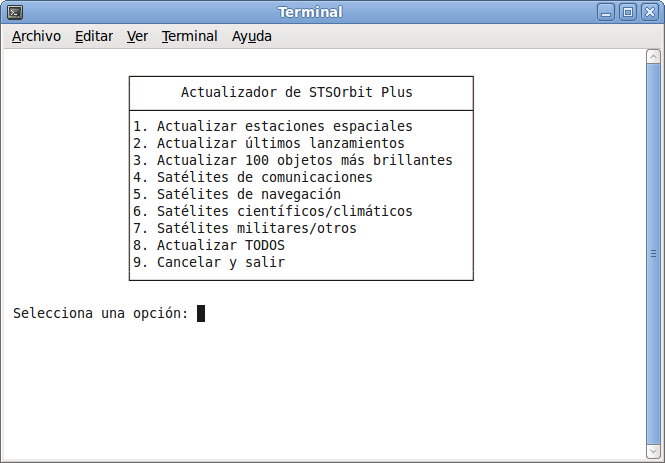 Terminal
Archivo Editar Ver Terminal Ayuda
Actualizador de STSOrbit Plus
1. Actualizar estaciones espaciales
2. Actualizar últimos lanzamientos
3. Actualizar 100 objetos más brillantes
4. Satélites de comunicaciones
5. Satélites de navegación
6. Satélites científicos/climáticos
7. Satélites militares/otros
8. Actualizar TODOS
9. Cancelar y salir
Selecciona una opción: